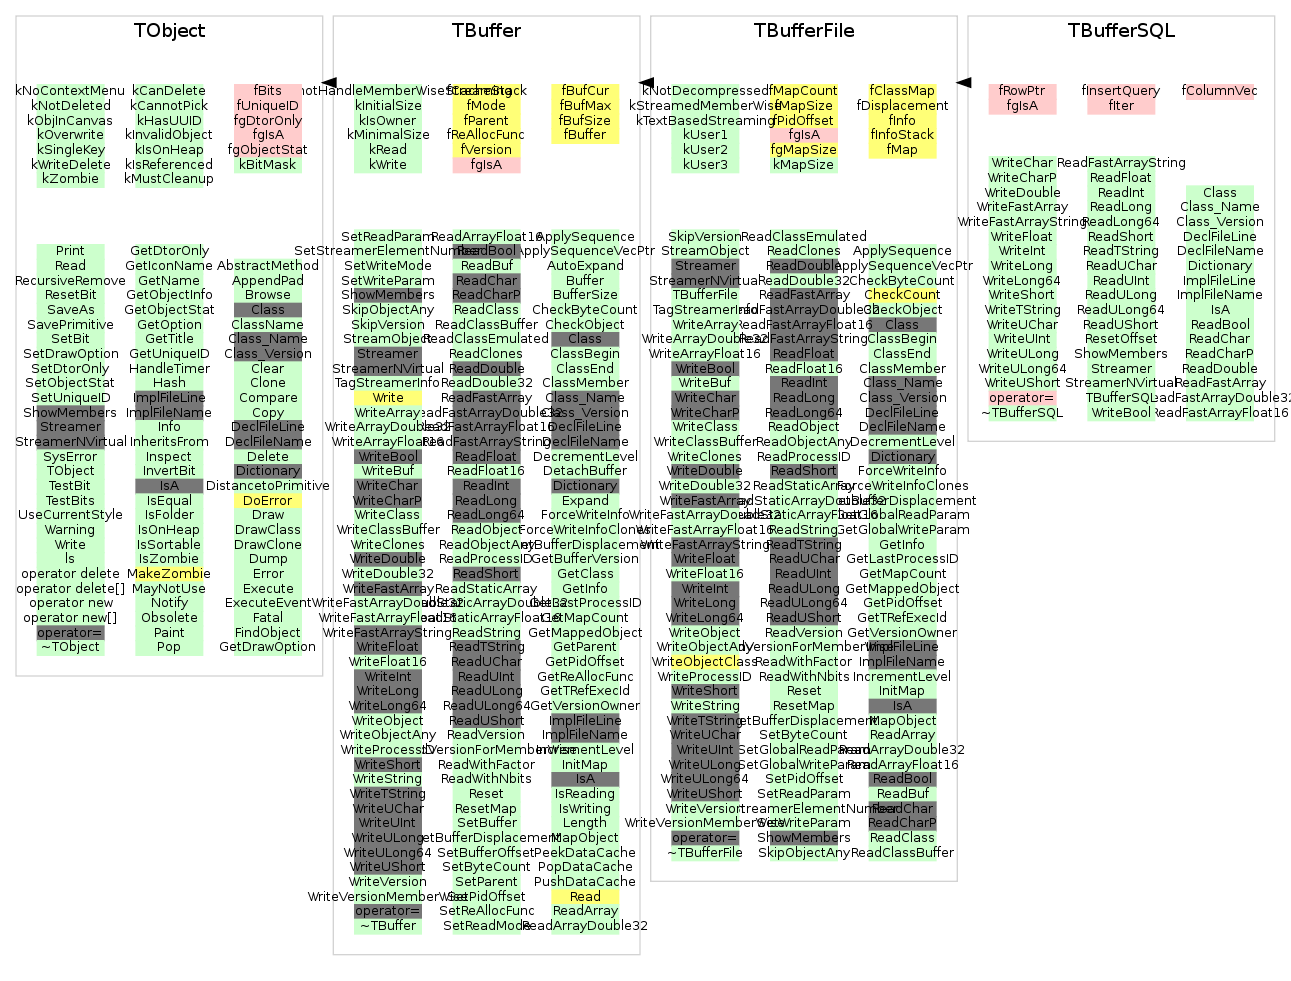 TObject
kNoContextMenu
kNotDeleted
kObjInCanvas
kOverwrite
kSingleKey
kWriteDelete
kZombie
kCanDelete
kCannotPick
kHasUUID
kInvalidObject
kIsOnHeap
kIsReferenced
kMustCleanup
fBits
fUniqueID
fgDtorOnly
fgIsA
fgObjectStat
kBitMask
Print
Read
RecursiveRemove
ResetBit
SaveAs
SavePrimitive
SetBit
SetDrawOption
SetDtorOnly
SetObjectStat
SetUniqueID
ShowMembers
Streamer
StreamerNVirtual
SysError
TObject
TestBit
TestBits
UseCurrentStyle
Warning
Write
ls
operator delete
operator delete[]
operator new
operator new[]
operator=
~TObject
GetDtorOnly
GetIconName
GetName
GetObjectInfo
GetObjectStat
GetOption
GetTitle
GetUniqueID
HandleTimer
Hash
ImplFileLine
ImplFileName
Info
InheritsFrom
Inspect
InvertBit
IsA
IsEqual
IsFolder
IsOnHeap
IsSortable
IsZombie
MakeZombie
MayNotUse
Notify
Obsolete
Paint
Pop
AbstractMethod
AppendPad
Browse
Class
ClassName
Class_Name
Class_Version
Clear
Clone
Compare
Copy
DeclFileLine
DeclFileName
Delete
Dictionary
DistancetoPrimitive
DoError
Draw
DrawClass
DrawClone
Dump
Error
Execute
ExecuteEvent
Fatal
FindObject
GetDrawOption
TBuffer
kInitialSize
kIsOwner
kMinimalSize
kRead
kWrite
fMode
fParent
fReAllocFunc
fVersion
fgIsA
fBufCur
fBufMax
fBufSize
fBuffer
SetReadParam
SetWriteMode
SetWriteParam
ShowMembers
SkipObjectAny
SkipVersion
StreamObject
Streamer
StreamerNVirtual
TagStreamerInfo
Write
WriteArray
WriteArrayDouble32
WriteArrayFloat16
WriteBool
WriteBuf
WriteChar
WriteCharP
WriteClass
WriteClassBuffer
WriteClones
WriteDouble
WriteDouble32
WriteFastArray
WriteFastArrayDouble32
WriteFastArrayFloat16
WriteFastArrayString
WriteFloat
WriteFloat16
WriteInt
WriteLong
WriteLong64
WriteObject
WriteObjectAny
WriteProcessID
WriteShort
WriteString
WriteTString
WriteUChar
WriteUInt
WriteULong
WriteULong64
WriteUShort
WriteVersion
WriteVersionMemberWise
operator=
~TBuffer
ReadArrayFloat16
ReadBool
ReadBuf
ReadChar
ReadCharP
ReadClass
ReadClassBuffer
ReadClassEmulated
ReadClones
ReadDouble
ReadDouble32
ReadFastArray
ReadFloat
ReadFloat16
ReadInt
ReadLong
ReadLong64
ReadObject
ReadObjectAny
ReadProcessID
ReadShort
ReadStaticArray
ReadString
ReadTString
ReadUChar
ReadUInt
ReadULong
ReadULong64
ReadUShort
ReadVersion
ReadWithFactor
ReadWithNbits
Reset
ResetMap
SetBuffer
SetBufferOffset
SetByteCount
SetParent
SetPidOffset
SetReAllocFunc
SetReadMode
ApplySequence
ApplySequenceVecPtr
AutoExpand
Buffer
BufferSize
CheckByteCount
CheckObject
Class
ClassBegin
ClassEnd
ClassMember
Class_Name
Class_Version
DeclFileLine
DeclFileName
DecrementLevel
DetachBuffer
Dictionary
Expand
ForceWriteInfo
ForceWriteInfoClones
GetBufferVersion
GetClass
GetInfo
GetLastProcessID
GetMapCount
GetMappedObject
GetParent
GetPidOffset
GetReAllocFunc
GetTRefExecId
GetVersionOwner
ImplFileLine
ImplFileName
IncrementLevel
InitMap
IsA
IsReading
IsWriting
Length
MapObject
PeekDataCache
PopDataCache
PushDataCache
Read
ReadArray
ReadArrayDouble32
TBufferFile
kNotDecompressed
kStreamedMemberWise
kTextBasedStreaming
kUser1
kUser2
kUser3
fMapCount
fMapSize
fPidOffset
fgIsA
fgMapSize
kMapSize
fClassMap
fDisplacement
fInfo
fInfoStack
fMap
SkipVersion
StreamObject
Streamer
StreamerNVirtual
TBufferFile
TagStreamerInfo
WriteArray
WriteArrayDouble32
WriteArrayFloat16
WriteBool
WriteBuf
WriteChar
WriteCharP
WriteClass
WriteClassBuffer
WriteClones
WriteDouble
WriteDouble32
WriteFastArray
WriteFastArrayDouble32
WriteFastArrayFloat16
WriteFastArrayString
WriteFloat
WriteFloat16
WriteInt
WriteLong
WriteLong64
WriteObject
WriteObjectAny
WriteObjectClass
WriteProcessID
WriteShort
WriteString
WriteTString
WriteUChar
WriteUInt
WriteULong
WriteULong64
WriteUShort
WriteVersion
WriteVersionMemberWise
operator=
~TBufferFile
ReadClassEmulated
ReadClones
ReadDouble
ReadDouble32
ReadFastArray
ReadFloat
ReadFloat16
ReadInt
ReadLong
ReadLong64
ReadObject
ReadObjectAny
ReadProcessID
ReadShort
ReadStaticArray
ReadString
ReadTString
ReadUChar
ReadUInt
ReadULong
ReadULong64
ReadUShort
ReadVersion
ReadWithFactor
ReadWithNbits
Reset
ResetMap
SetByteCount
SetGlobalReadParam
SetGlobalWriteParam
SetPidOffset
SetReadParam
SetWriteParam
ShowMembers
SkipObjectAny
ApplySequence
CheckByteCount
CheckCount
CheckObject
Class
ClassBegin
ClassEnd
ClassMember
Class_Name
Class_Version
DeclFileLine
DeclFileName
DecrementLevel
Dictionary
ForceWriteInfo
ForceWriteInfoClones
GetGlobalReadParam
GetGlobalWriteParam
GetInfo
GetLastProcessID
GetMapCount
GetMappedObject
GetPidOffset
GetTRefExecId
GetVersionOwner
ImplFileLine
ImplFileName
IncrementLevel
InitMap
IsA
MapObject
ReadArray
ReadArrayDouble32
ReadArrayFloat16
ReadBool
ReadBuf
ReadChar
ReadCharP
ReadClass
ReadClassBuffer
TBufferSQL
fRowPtr
fgIsA
fInsertQuery
fIter
fColumnVec
WriteChar
WriteCharP
WriteDouble
WriteFastArray
WriteFastArrayString
WriteFloat
WriteInt
WriteLong
WriteLong64
WriteShort
WriteTString
WriteUChar
WriteUInt
WriteULong
WriteULong64
WriteUShort
operator=
~TBufferSQL
ReadFastArrayString
ReadFloat
ReadInt
ReadLong
ReadLong64
ReadShort
ReadTString
ReadUChar
ReadUInt
ReadULong
ReadULong64
ReadUShort
ResetOffset
ShowMembers
Streamer
StreamerNVirtual
TBufferSQL
WriteBool
Class
Class_Name
Class_Version
DeclFileLine
DeclFileName
Dictionary
ImplFileLine
ImplFileName
IsA
ReadBool
ReadChar
ReadCharP
ReadDouble
ReadFastArray